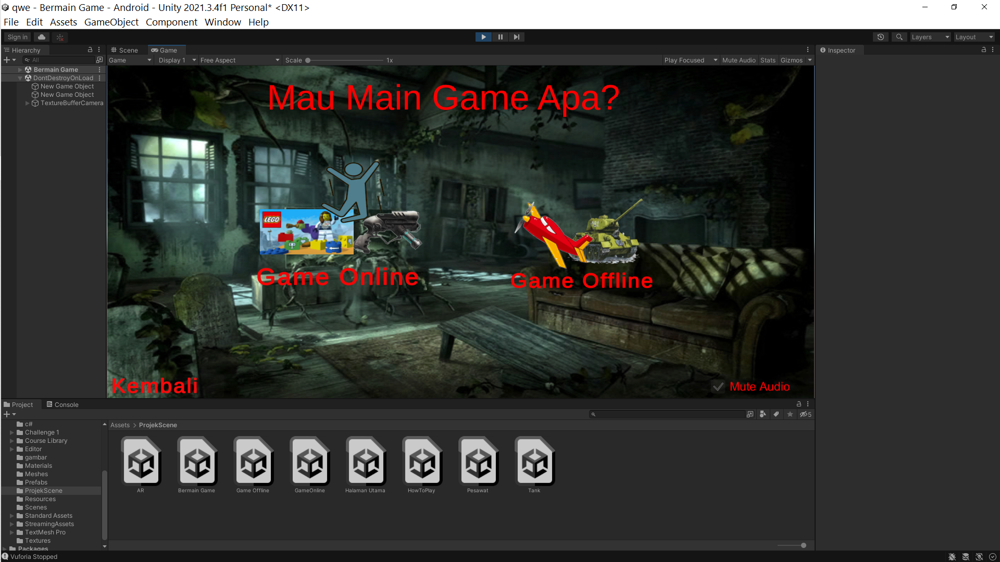 qwe - Bermain Game - Android - Unity 2021.3.4f1 Personal* <DX11>
File Edit Assets GameObject Component Window Help
Sign in
Layers
Layout
Hierarchy
All
Bermain Game
DontDestroyOnLoad
New Game Object
New Game Object
TextureBufferCamera
Scene
Game
Game
Display 1
Free Aspect
Scale
1x
Play Focused
Mute Audio
Stats
Gizmos
Inspector
Mau Main Game Apa?
LEGO
181
Game Online
Game Offline
Kembali
Mute Audio
Project
Console
5
c#
Challenge 1
Course Library
Editor
gambar
Materials
Meshes
Prefabs
ProjekScene
Resources
Scenes
Standard Assets
StreamingAssets
TextMesh Pro
Textures
Packages
Assets > ProjekScene
AR
Bermain Game
Game Offline
GameOnline
Halaman Utama
HowToPlay
Pesawat
Tank
Vuforia Stopped